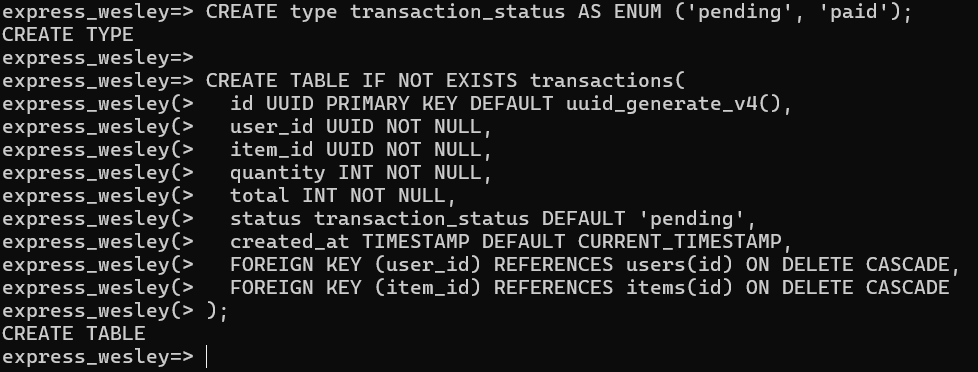 express_wesley=> CREATE type transaction_status AS ENUM ('pending', 'paid');
CREATE TYPE
express_wesley=>
express_wesley=> CREATE TABLE IF NOT EXISTS transactions(
express_wesley(>   id UUID PRIMARY KEY DEFAULT uuid_generate_v4(),
express_wesley(>   user_id UUID NOT NULL,
express_wesley(>   item_id UUID NOT NULL,
express_wesley(>   quantity INT NOT NULL,
express_wesley(>   total INT NOT NULL,
express_wesley(>   status transaction_status DEFAULT 'pending',
express_wesley(>   created_at TIMESTAMP DEFAULT CURRENT_TIMESTAMP,
express_wesley(>   FOREIGN KEY (user_id) REFERENCES users(id) ON DELETE CASCADE,
express_wesley(>   FOREIGN KEY (item_id) REFERENCES items(id) ON DELETE CASCADE
express_wesley(> );
CREATE TABLE
express_wesley=>